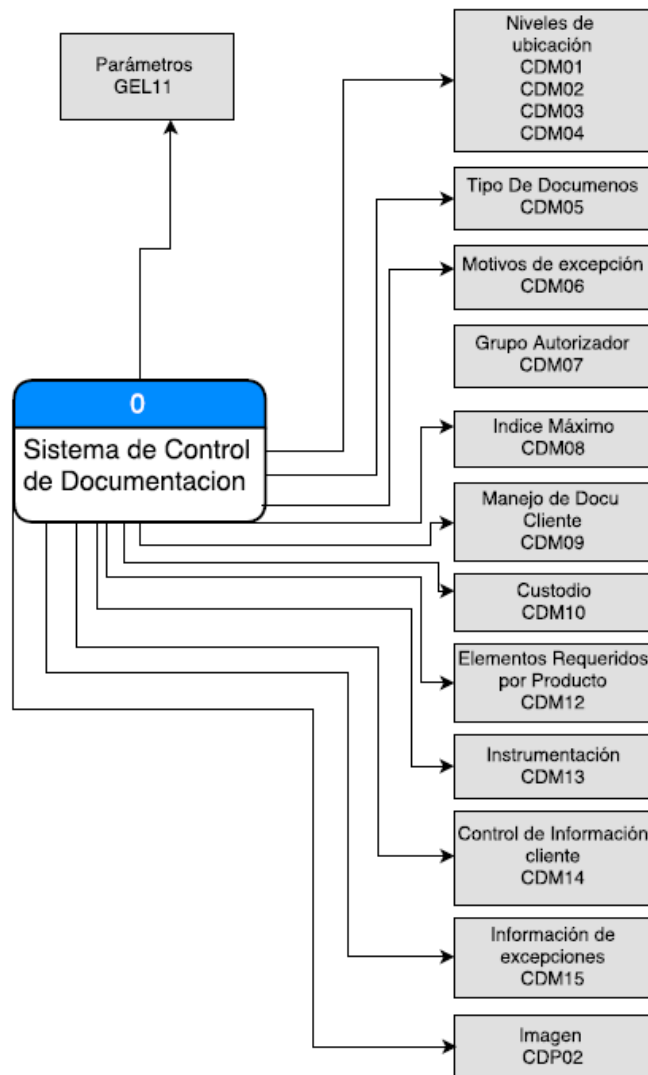 Parámetros
GEL11
0
Sistema de Control
de Documentacion
Niveles de
ubicación
CDM01
CDM02
CDM03
CDM04
Tipo De Documenos
CDM05
Motivos de excepción
CDM06
Grupo Autorizador
CDM07
Indice Máximo
CDM08
Manejo de Docu
Cliente
CDM09
Custodio
CDM10
Elementos Requeridos
por Producto
CDM12
Instrumentación
CDM13
Control de Información
cliente
CDM14
Información de
excepciones
CDM15
Imagen
CDP02